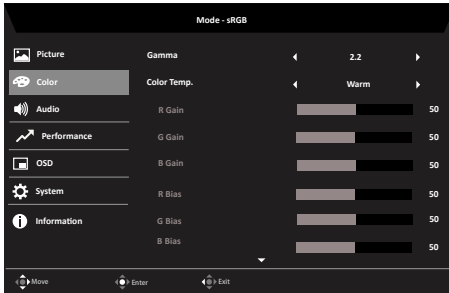 Mode - sRGB
Picture
Gamma 2.2
Color
Color Temp. Warm
Audio
R Gain 50
Performance
G Gain 50
OSD
B Gain 50
System
R Bias 50
Information
G Bias 50
B Bias 50
Move Enter Exit